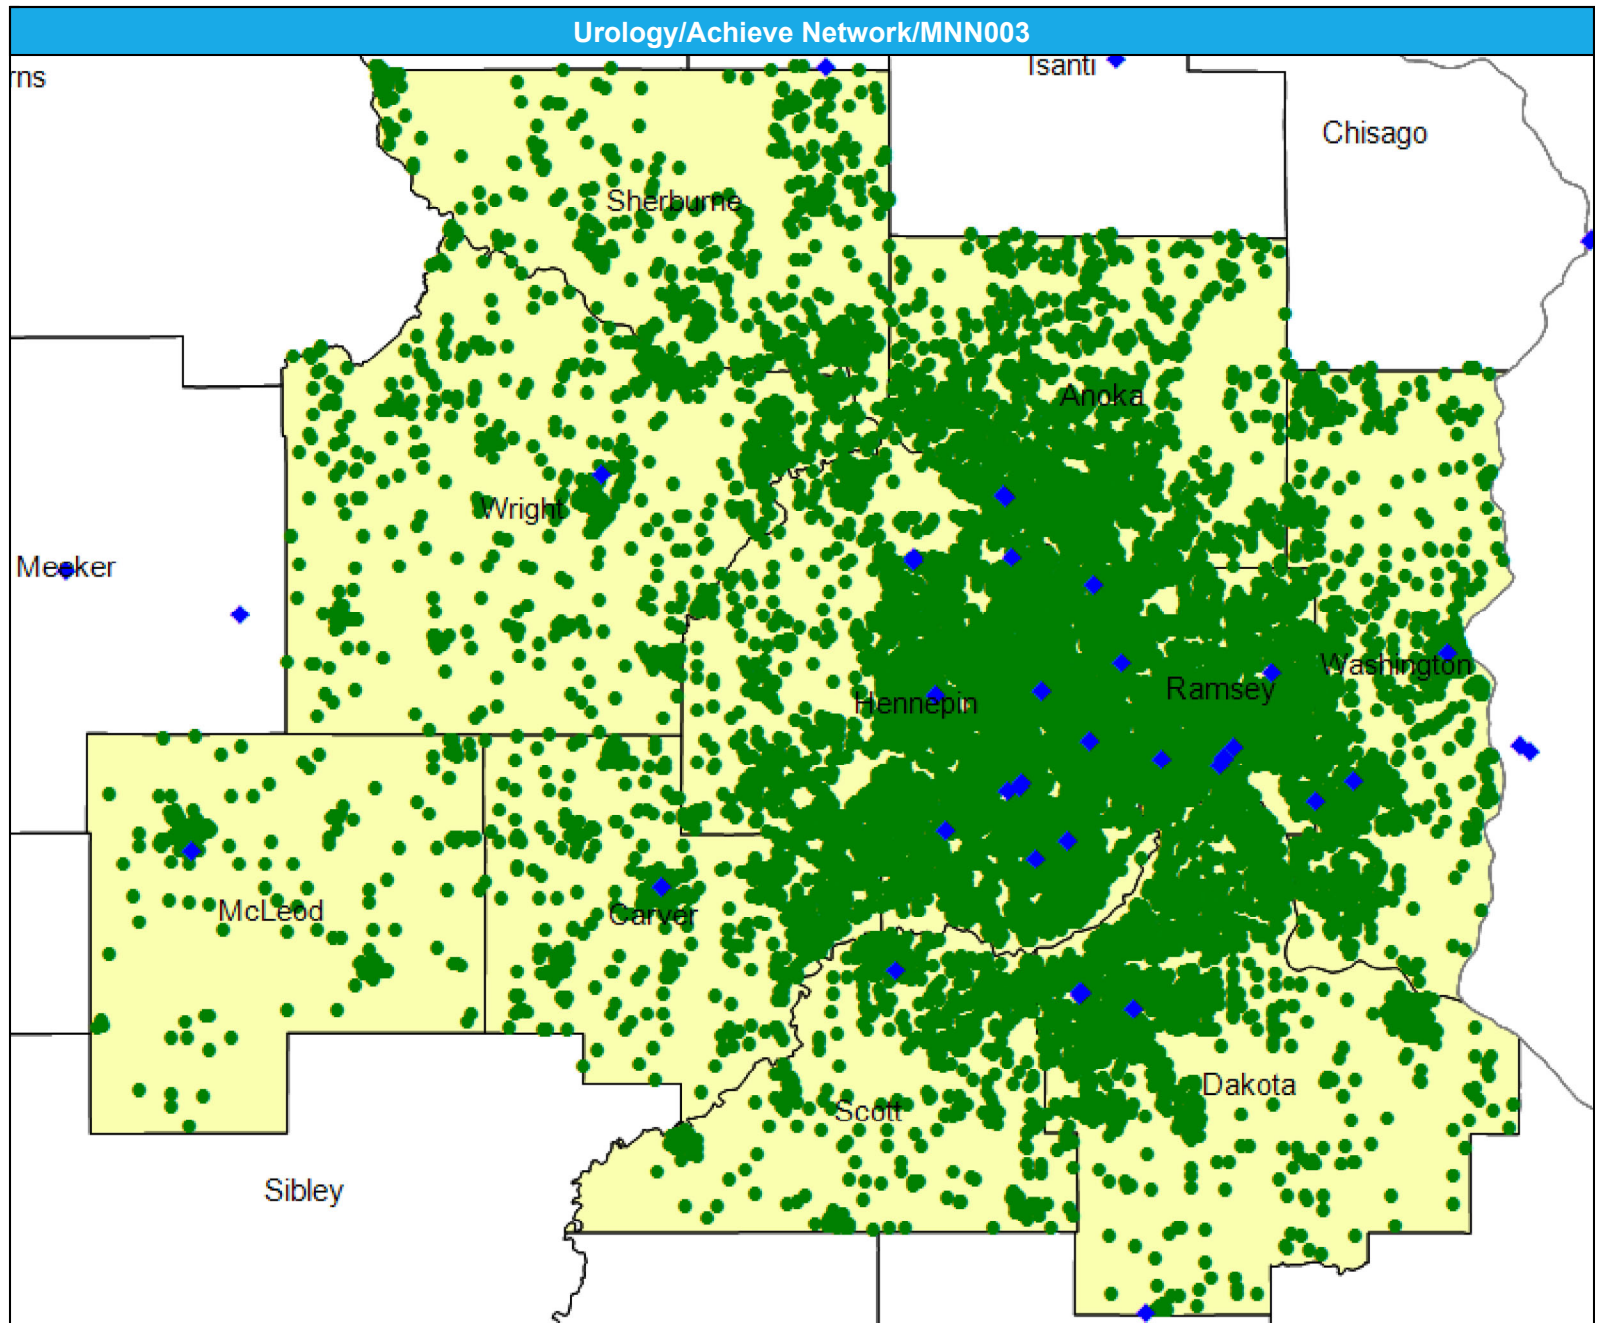 Urology/Achieve Network/MNN003
rns
Isanti
Chisago
Sherburne
Anoka
Wright
Meeker
Washington
Ramsey
Hennepin
McLeod
Carver
Dakota
Scott
Sibley